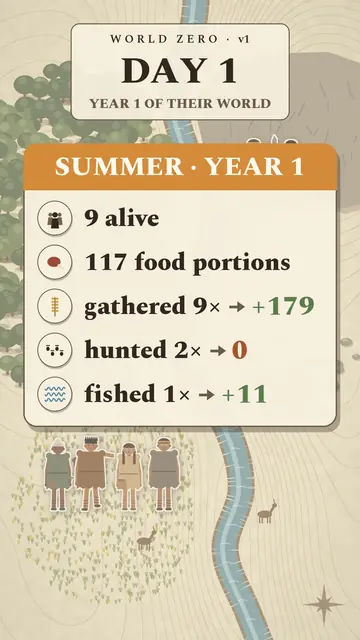 WORLD ZERO · v1
DAY 1
YEAR 1 OF THEIR WORLD
SUMMER · YEAR 1
9 alive
117 food portions
gathered 9× → +179
hunted 2× → 0
fished 1× → +11